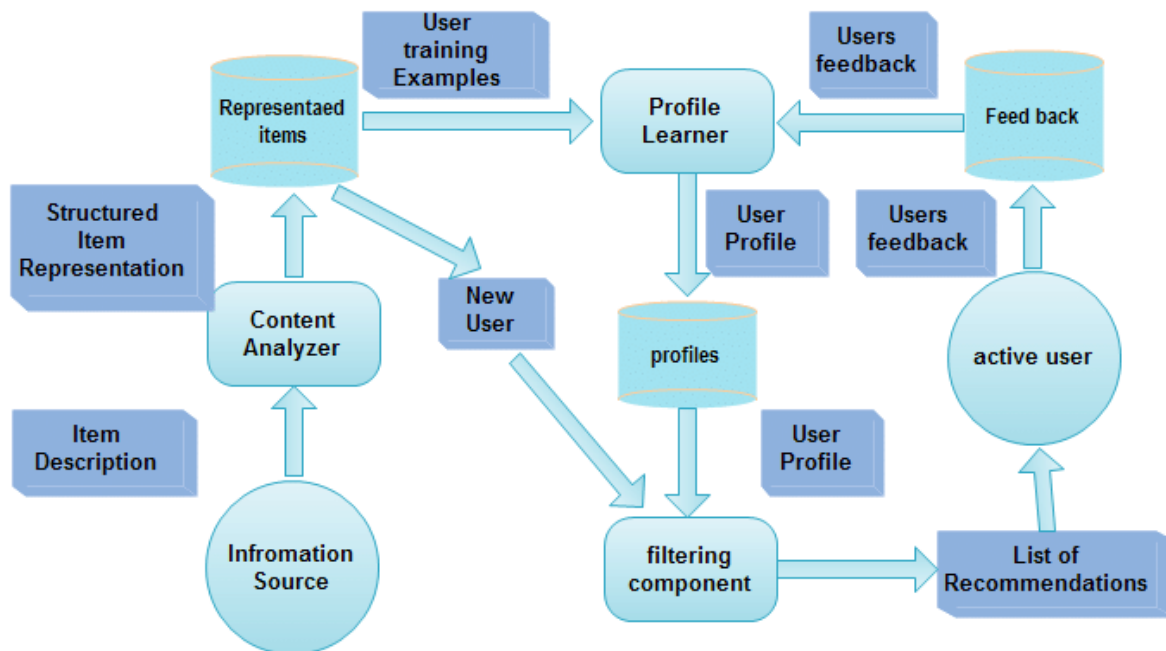 User
training
Examples
Users
feedback
Representaed
items
Profile
Learner
Feed back
Structured
Item
Representation
User
Profile
Users
feedback
New
User
Content
Analyzer
profiles
active user
Item
Description
User
Profile
Infromation
Source
filtering
component
List of
Recommendations